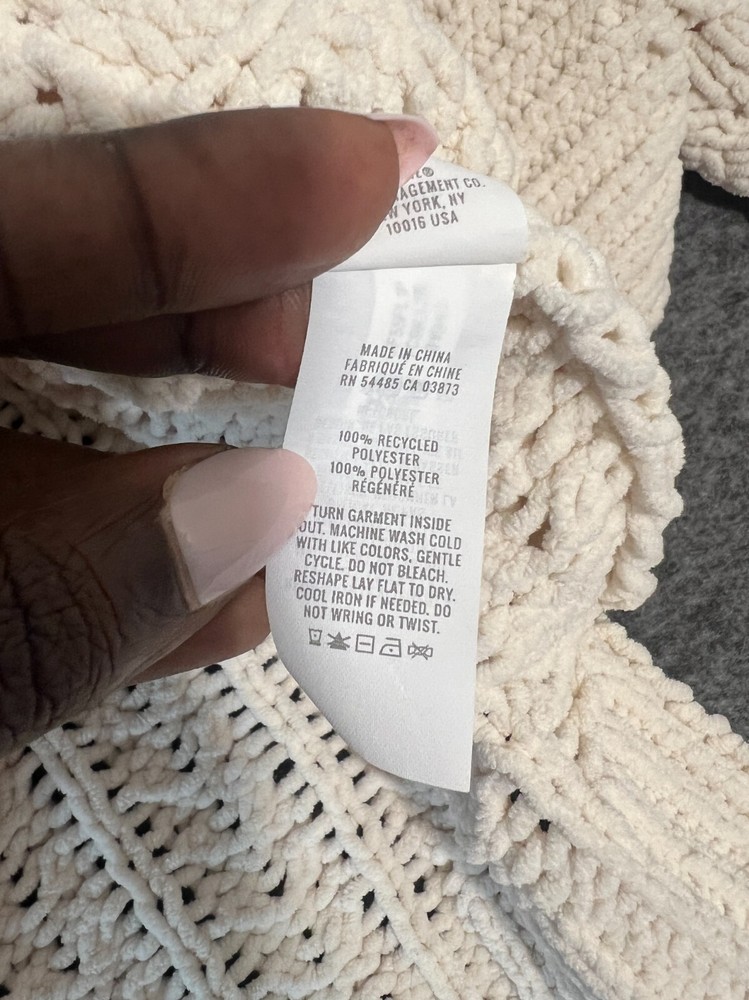 YORK, NY
10016 USA
MADE IN CHINA
FABRIQUÉ EN CHINE
RN 54485 CA 03873
100% RECYCLED
POLYESTER
100% POLYESTER
RÉGÉNÉRÉ
TURN GARMENT INSIDE
OUT. MACHINE WASH COLD
WITH LIKE COLORS, GENTLE
CYCLE. DO NOT BLEACH.
RESHAPE LAY FLAT TO DRY.
COOL IRON IF NEEDED. DO
NOT WRING OR TWIST.